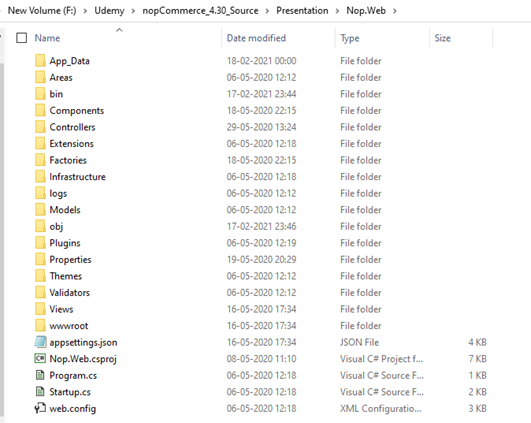 New Volume (F:) › Udemy › nopCommerce_4.30_Source › Presentation › Nop.Web ›
Name Date modified Type Size
App_Data 18-02-2021 00:00 File folder
Areas 06-05-2020 12:12 File folder
bin 17-02-2021 23:44 File folder
Components 18-05-2020 22:15 File folder
Controllers 29-05-2020 13:24 File folder
Extensions 06-05-2020 12:18 File folder
Factories 18-05-2020 22:15 File folder
Infrastructure 06-05-2020 12:18 File folder
logs 06-05-2020 12:12 File folder
Models 06-05-2020 12:12 File folder
obj 17-02-2021 23:46 File folder
Plugins 06-05-2020 12:19 File folder
Properties 19-05-2020 20:29 File folder
Themes 06-05-2020 12:18 File folder
Validators 06-05-2020 12:12 File folder
Views 16-05-2020 17:34 File folder
wwwroot 16-05-2020 17:34 File folder
appsettings.json 16-05-2020 17:34 JSON File 4 KB
Nop.Web.csproj 08-05-2020 11:10 Visual C# Project f... 7 KB
Program.cs 06-05-2020 12:18 Visual C# Source F... 1 KB
Startup.cs 06-05-2020 12:18 Visual C# Source F... 2 KB
web.config 06-05-2020 12:18 XML Configuratio... 3 KB